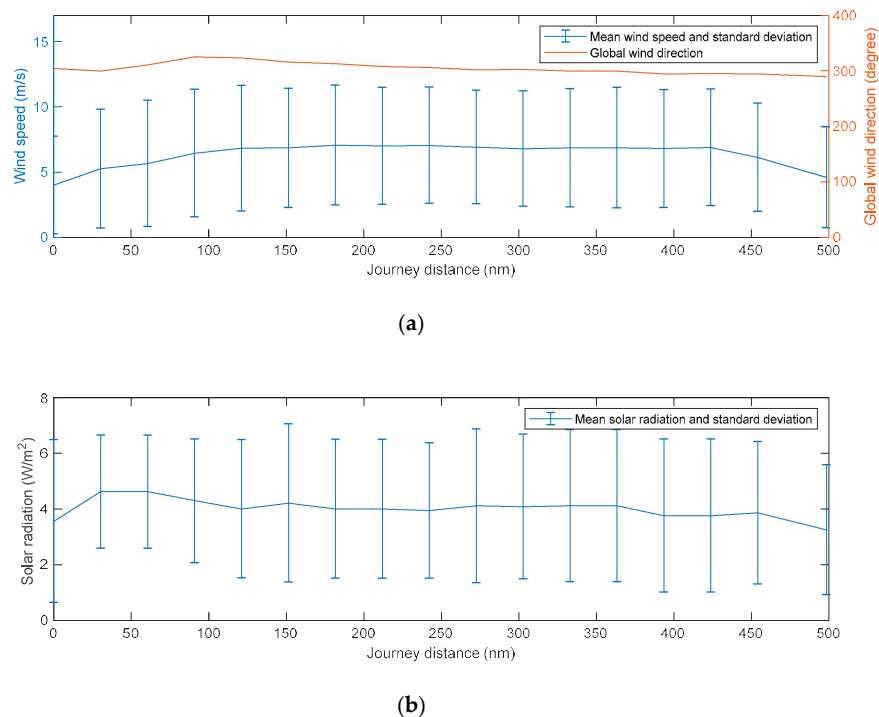 Mean wind speed and standard deviation
Global wind direction
Wind speed (m/s)
15
10
5
0
400
300
200
100
0
Global wind direction (degree)
0 50 100 150 200 250 300 350 400 450 500
Journey distance (nm)
(a)
Mean solar radiation and standard deviation
Solar radiation (W/m²)
8
6
4
2
0
0 50 100 150 200 250 300 350 400 450 500
Journey distance (nm)
(b)